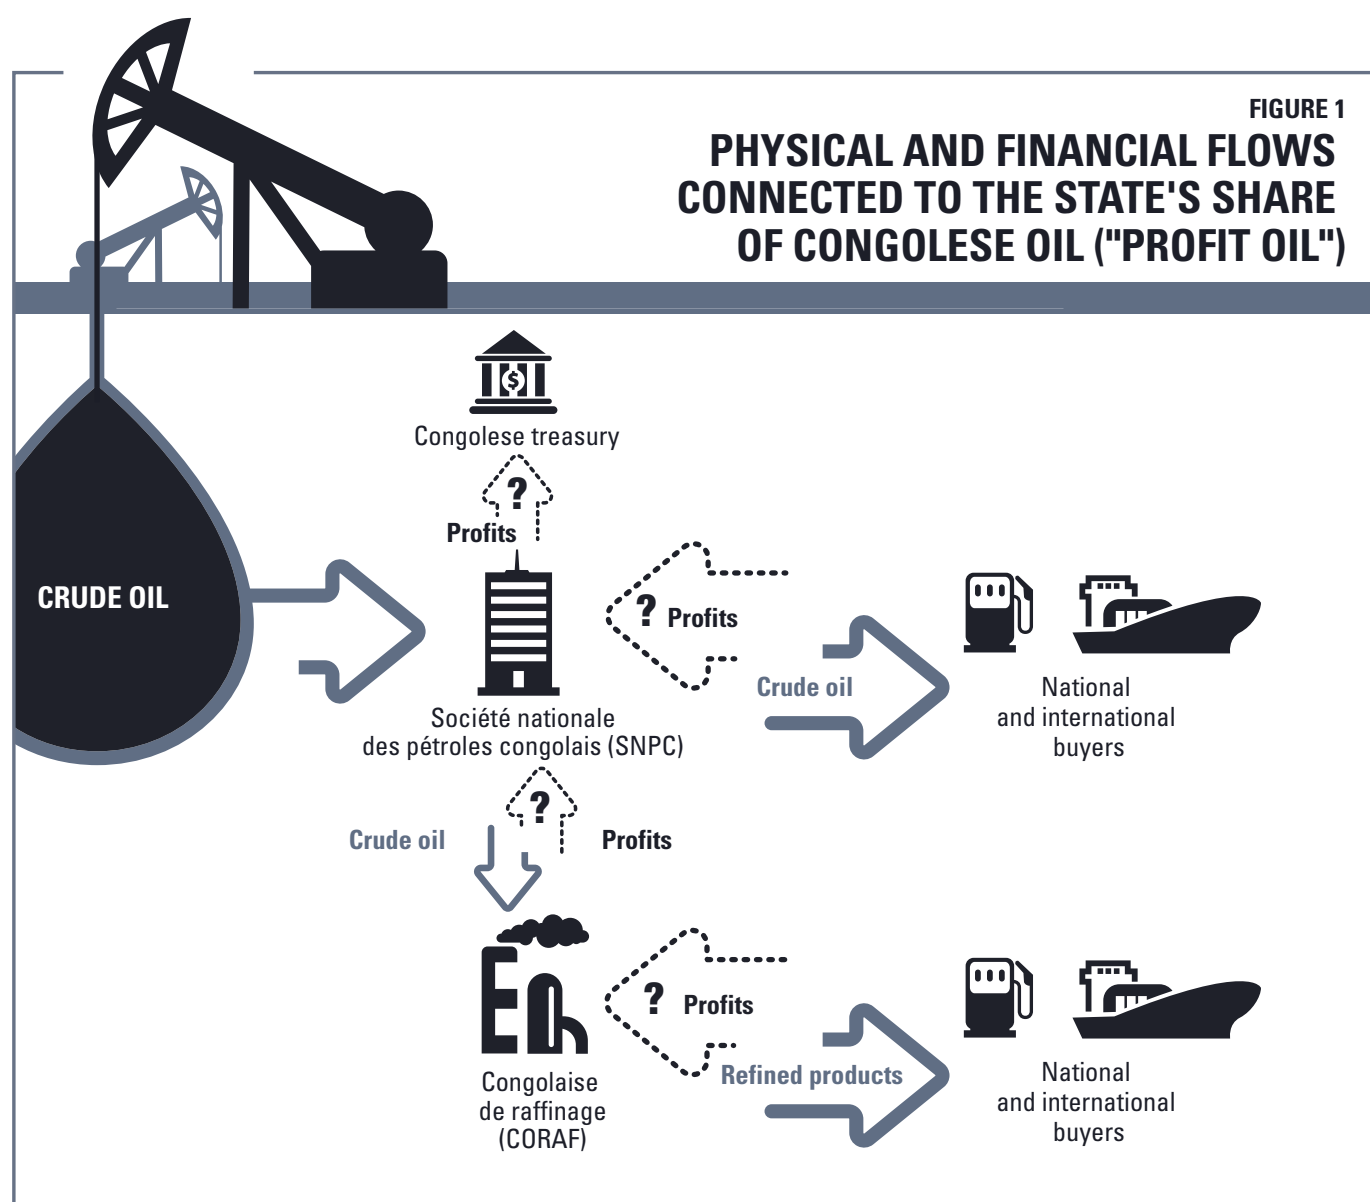 FIGURE 1
PHYSICAL AND FINANCIAL FLOWS
CONNECTED TO THE STATE'S SHARE
OF CONGOLESE OIL ("PROFIT OIL")
$
Congolese treasury
?
Profits
CRUDE OIL
? Profits
Crude oil
Société nationale
des pétroles congolais (SNPC)
National
and international
buyers
?
Crude oil
Profits
? Profits
Refined products
Congolaise
de raffinage
(CORAF)
National
and international
buyers